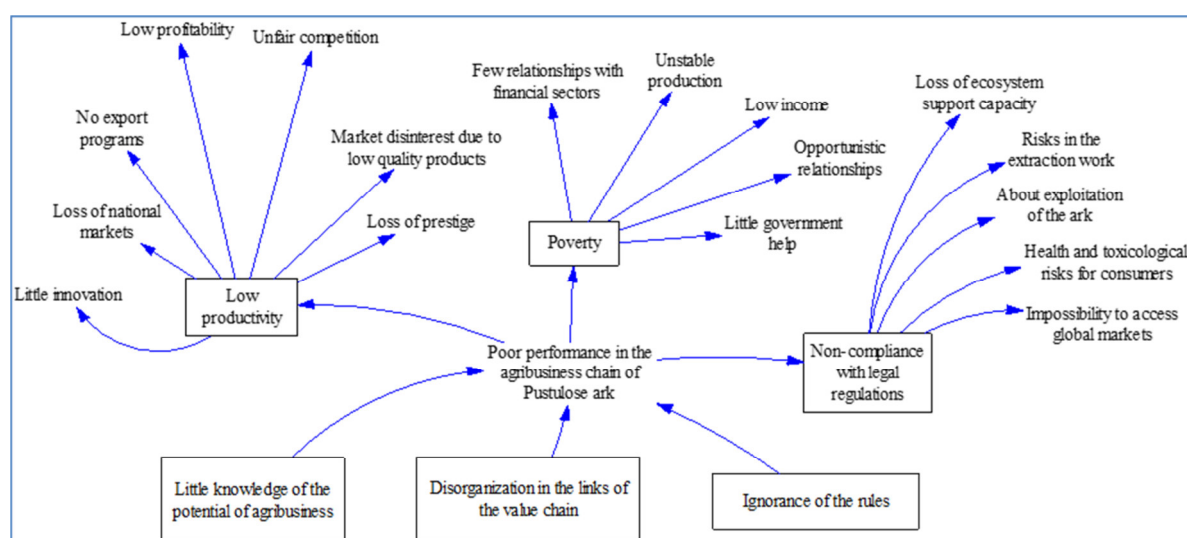 Low profitability
Unfair competition
No export
programs
Market disinterest due to
low quality products
Loss of national
markets
Loss of prestige
Little innovation
Low
productivity
Few relationships with
financial sectors
Unstable
production
Low income
Opportunistic
relationships
Little government
help
Poverty
Loss of ecosystem
support capacity
Risks in the
extraction work
About exploitation
of the ark
Health and toxicological
risks for consumers
Impossibility to access
global markets
Non-compliance
with legal
regulations
Poor performance in the
agribusiness chain of
Pustulose ark
Little knowledge of the
potential of agribusiness
Disorganization in the links of
the value chain
Ignorance of the rules